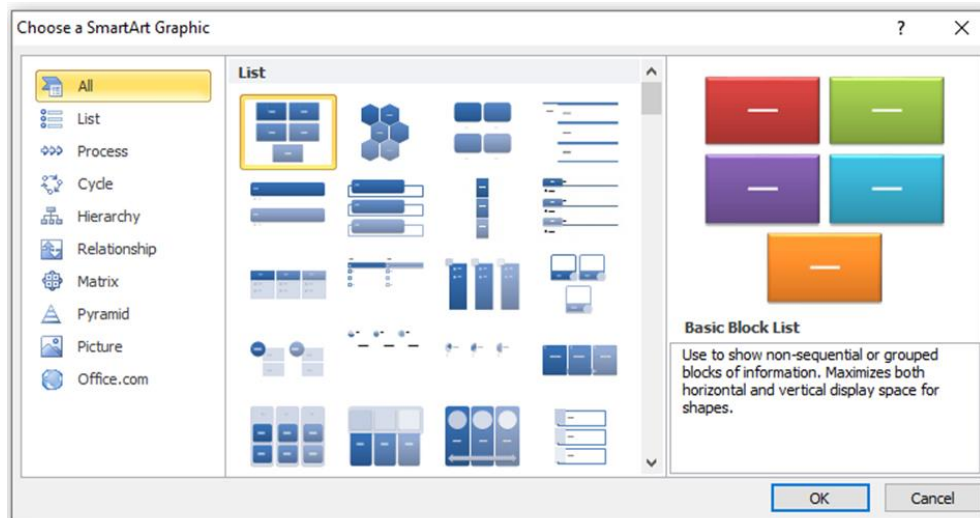 Choose a SmartArt Graphic
?
All
List
Process
Cycle
Hierarchy
Relationship
Matrix
Pyramid
Picture
Office.com
List
Basic Block List
Use to show non-sequential or grouped
blocks of information. Maximizes both
horizontal and vertical display space for
shapes.
OK
Cancel